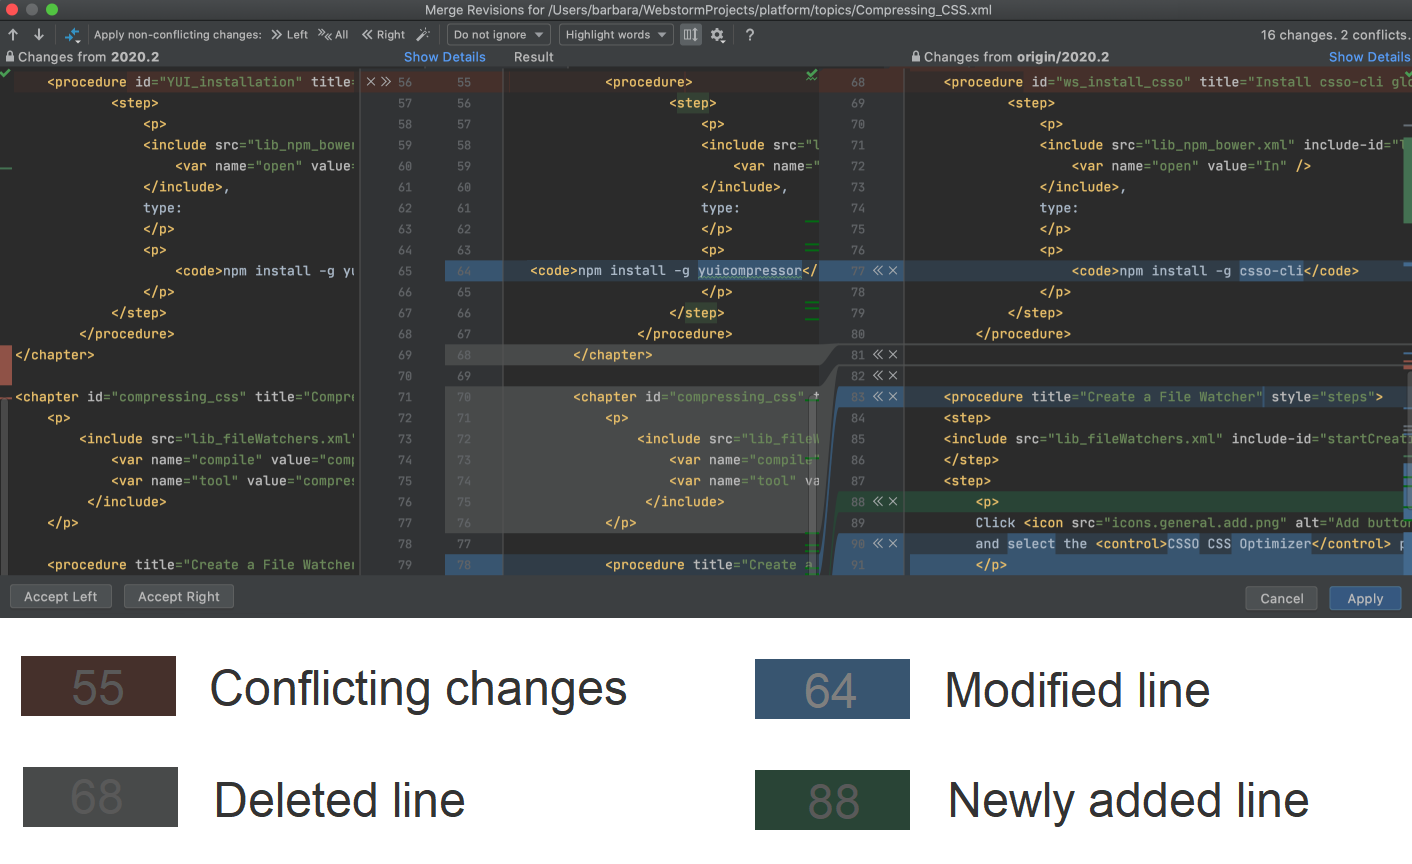 Merge Revisions for /Users/barbara/WebstormProjects/platform/topics/Compressing_CSS.xml
Apply non-conflicting changes: Left All Right Do not ignore Highlight words ? 16 changes. 2 conflicts.
Changes from 2020.2 Show Details Result Changes from origin/2020.2 Show Details
<procedure id="YUI_installation" title= 56 55 <procedure> 68 <procedure id="ws_install_csso" title="Install csso-cli glo
<step> 57 56 <step> 69 <step>
<p> 58 57 <p> 70 <p>
<include src="lib_npm_bower 59 58 <include src="l 71 <include src="lib_npm_bower.xml" include-id="
<var name="open" value= 60 59 <var name=" 72 <var name="open" value="In" />
</include>, 61 60 </include>, 73 </include>,
type: 62 61 type: 74 type:
</p> 63 62 </p> 75 </p>
<p> 64 63 <p> 76 <p>
<code>npm install -g yu 65 64 <code>npm install -g yuicompressor</ 77 <code>npm install -g csso-cli</code>
</p> 66 65 </p> 78 </p>
</step> 67 66 </step> 79 </step>
</procedure> 68 67 </procedure> 80 </procedure>
</chapter> 69 68 </chapter> 81
70 69 82
<chapter id="compressing_css" title="Compre 71 70 <chapter id="compressing_css" t 83 <procedure title="Create a File Watcher" style="steps">
<p> 72 71 <p> 84 <step>
<include src="lib_fileWatchers.xml" 73 72 <include src="lib_fileW 85 <include src="lib_fileWatchers.xml" include-id="startCreati
<var name="compile" value="comp 74 73 <var name="compile" 86 </step>
<var name="tool" value="compres 75 74 <var name="tool" va 87 <step>
</include> 76 75 </include> 88 <p>
</p> 77 76 </p> 89 Click <icon src="icons.general.add.png" alt="Add button
78 77 90 and select the <control>CSSO CSS Optimizer</control> p
<procedure title="Create a File Watcher 79 78 <procedure title="Create a 91 </p>
Accept Left Accept Right Cancel Apply
55 Conflicting changes 64 Modified line
68 Deleted line 88 Newly added line